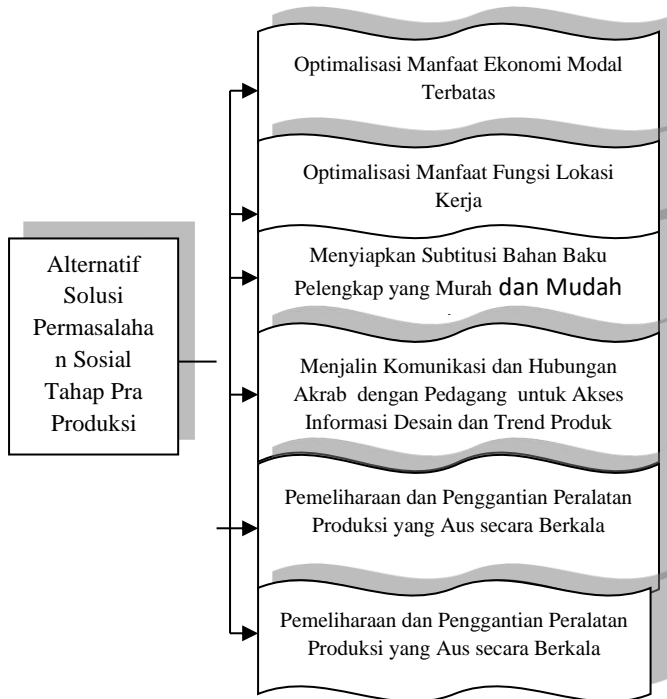 Alternatif
Solusi
Permasalaha
n Sosial
Tahap Pra
Produksi
Optimalisasi Manfaat Ekonomi Modal
Terbatas
Optimalisasi Manfaat Fungsi Lokasi
Kerja
Menyiapkan Subtitusi Bahan Baku
Pelengkap yang Murah dan Mudah
Menjalin Komunikasi dan Hubungan
Akrab dengan Pedagang untuk Akses
Informasi Desain dan Trend Produk
Pemeliharaan dan Penggantian Peralatan
Produksi yang Aus secara Berkala
Pemeliharaan dan Penggantian Peralatan
Produksi yang Aus secara Berkala